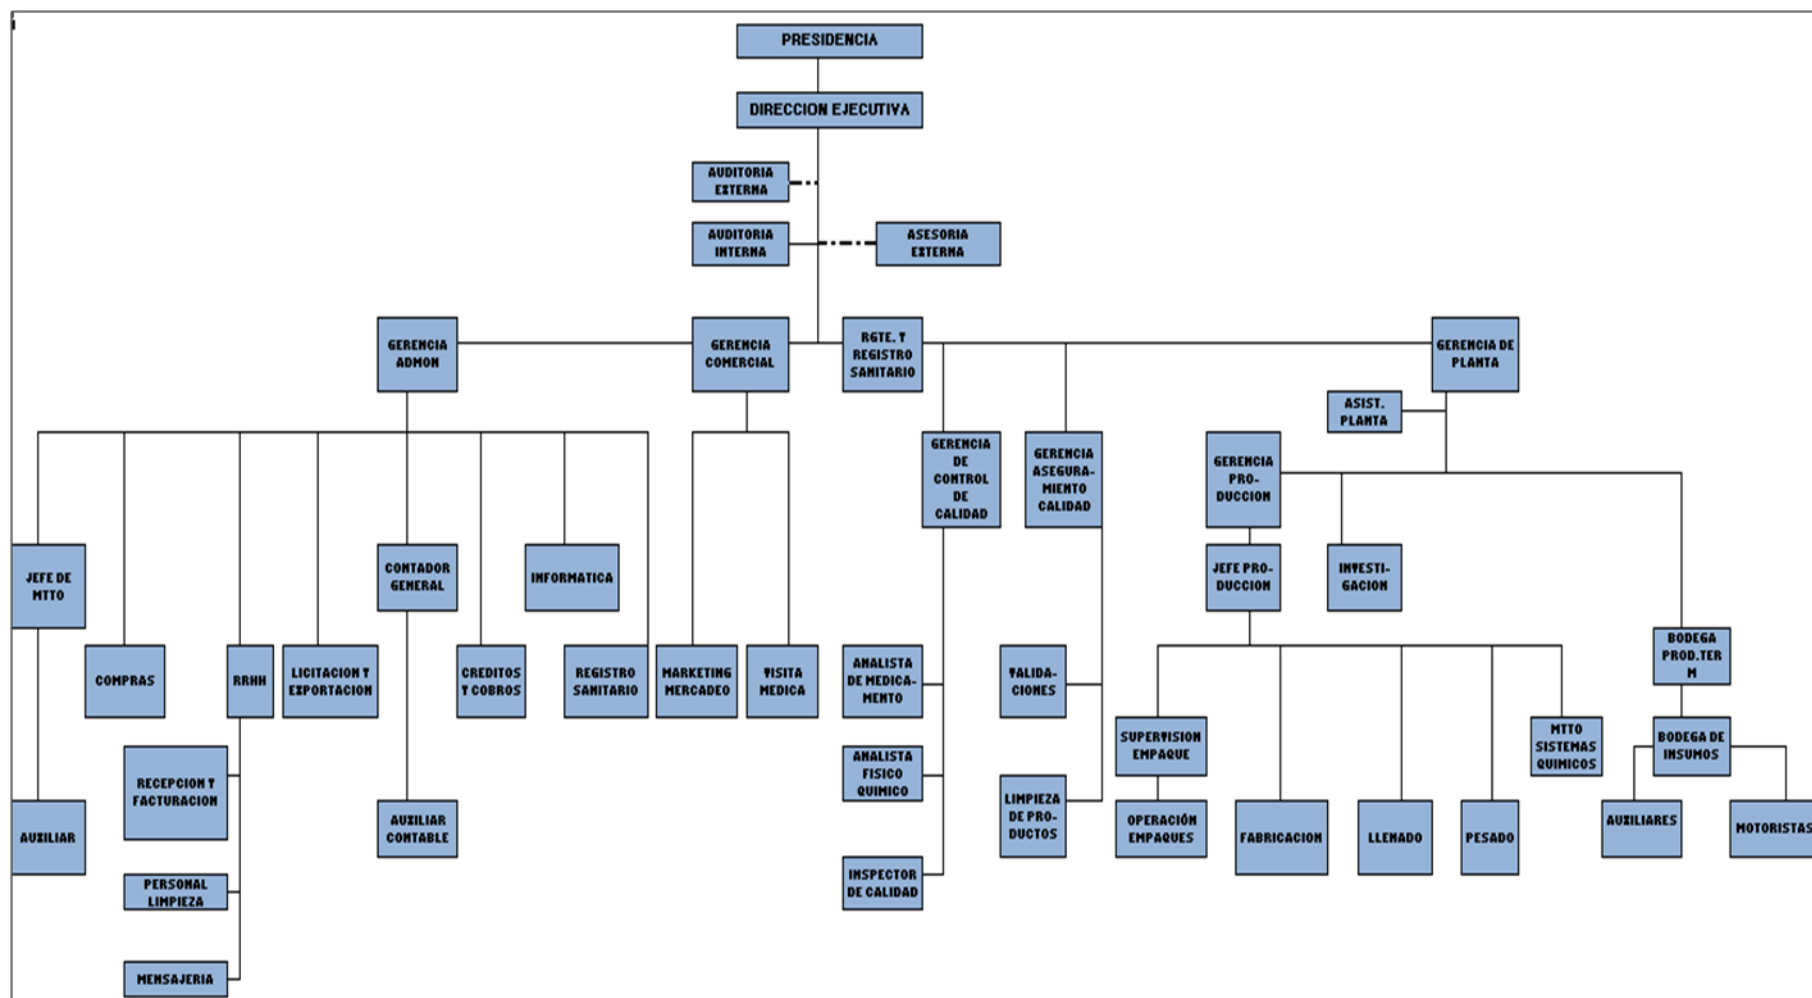 PRESIDENCIA
DIRECCION EJECUTIVA
AUDITORIA
EXTERNA
AUDITORIA
INTERNA
ASESORIA
EXTERNA
GERENCIA
ADMON
GERENCIA
COMERCIAL
RGTE. Y
REGISTRO
SANITARIO
GERENCIA DE
PLANTA
ASIST.
PLANTA
GERENCIA
DE
CONTROL
DE
CALIDAD
GERENCIA
ASEGURA-
MIENTO
CALIDAD
GERENCIA
PRO-
DUCCION
JEFE DE
MTTO
CONTADOR
GENERAL
INFORMATICA
JEFE PRO-
DUCCION
INVESTI-
GACION
COMPRAS
RRHH
LICITACION Y
EXPORTACION
CREDITOS
Y COBROS
REGISTRO
SANITARIO
MARKETING
MERCADEO
VISITA
MEDICA
ANALISTA
DE MEDICA-
MENTO
VALIDA-
CIONES
BODEGA
PROD.TER
M
SUPERVISION
EMPAQUE
MTTO
SISTEMAS
QUIMICOS
BODEGA DE
INSUMOS
RECEPCION Y
FACTURACION
ANALISTA
FISICO
QUIMICO
LIMPIEZA
DE PRO-
DUCTOS
AUXILIAR
AUXILIAR
CONTABLE
OPERACIÓN
EMPAQUES
FABRICACION
LLENADO
PESADO
AUXILIARES
MOTORISTAS
PERSONAL
LIMPIEZA
INSPECTOR
DE CALIDAD
MENSAJERIA